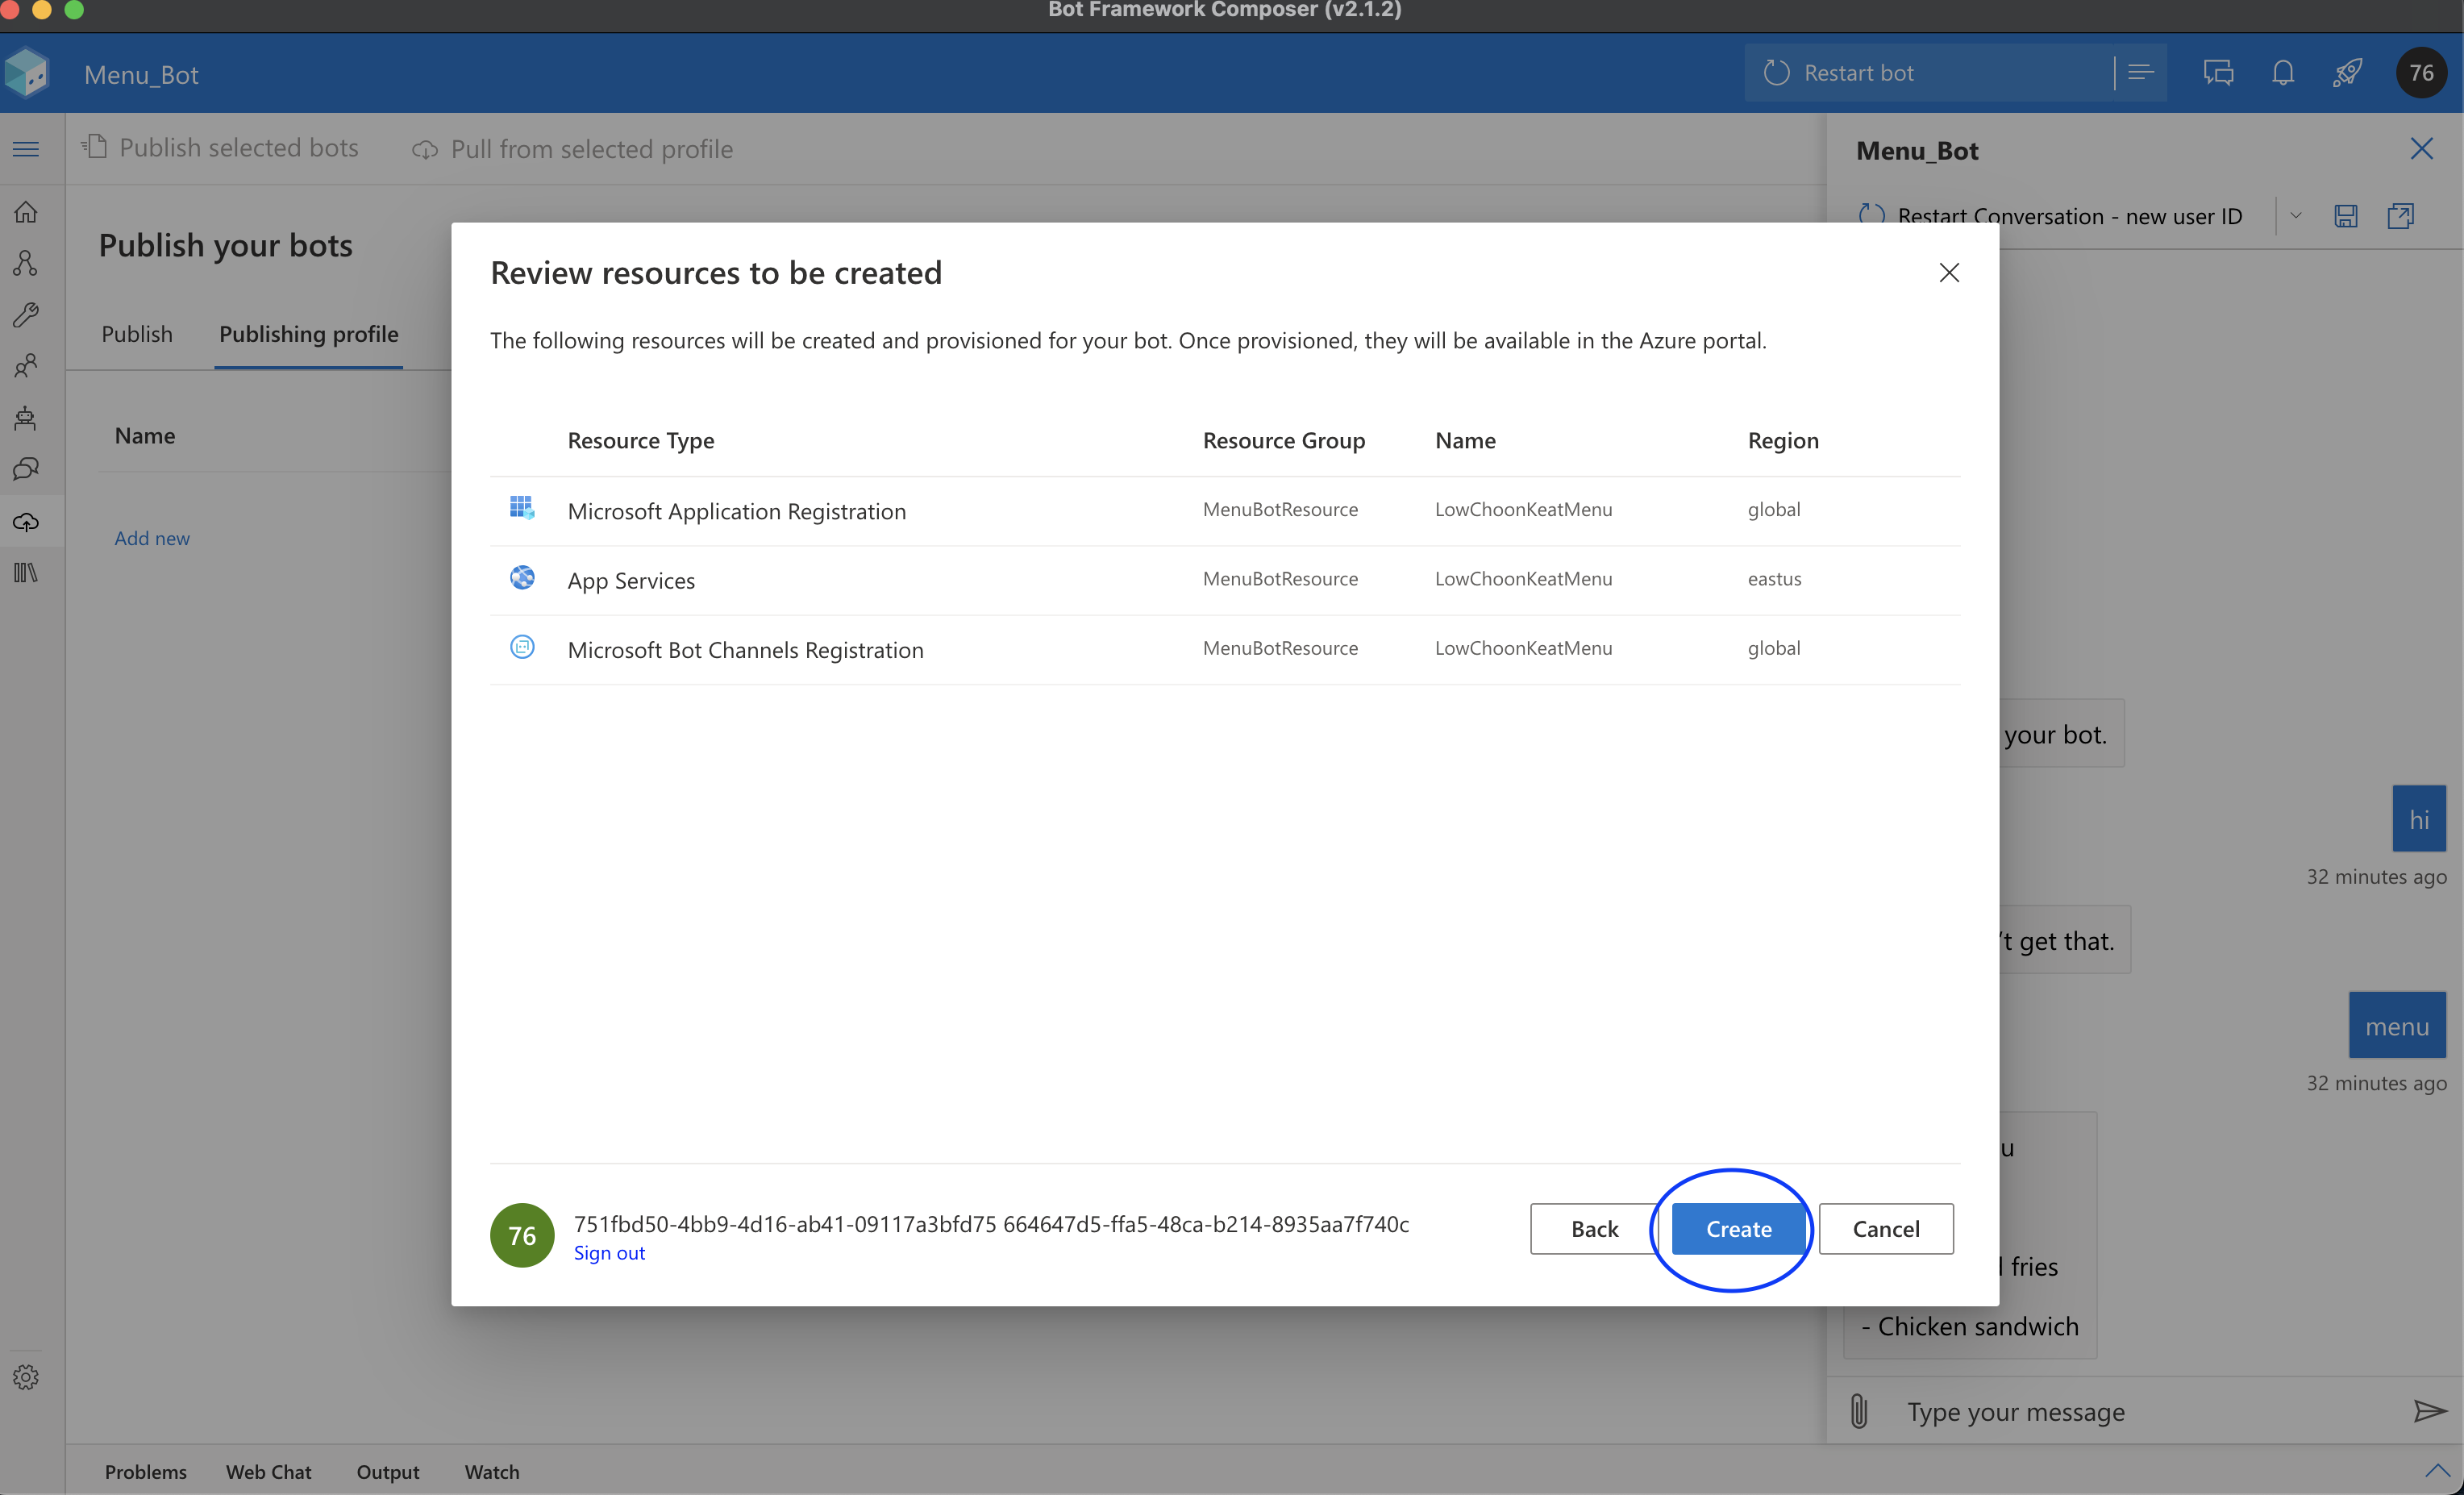 Bot Framework Composer (v2.1.2)
Menu_Bot
Restart bot
76
Publish selected bots
Pull from selected profile
Menu_Bot
Restart Conversation - new user ID
Publish your bots
Publish
Publishing profile
Name
Add new
Review resources to be created
The following resources will be created and provisioned for your bot. Once provisioned, they will be available in the Azure portal.
Resource Type Resource Group Name Region
Microsoft Application Registration MenuBotResource LowChoonKeatMenu global
App Services MenuBotResource LowChoonKeatMenu eastus
Microsoft Bot Channels Registration MenuBotResource LowChoonKeatMenu global
76
751fbd50-4bb9-4d16-ab41-09117a3bfd75 664647d5-ffa5-48ca-b214-8935aa7f740c
Sign out
Back
Create
Cancel
your bot.
hi
32 minutes ago
't get that.
menu
32 minutes ago
u
l fries
- Chicken sandwich
Type your message
Problems
Web Chat
Output
Watch